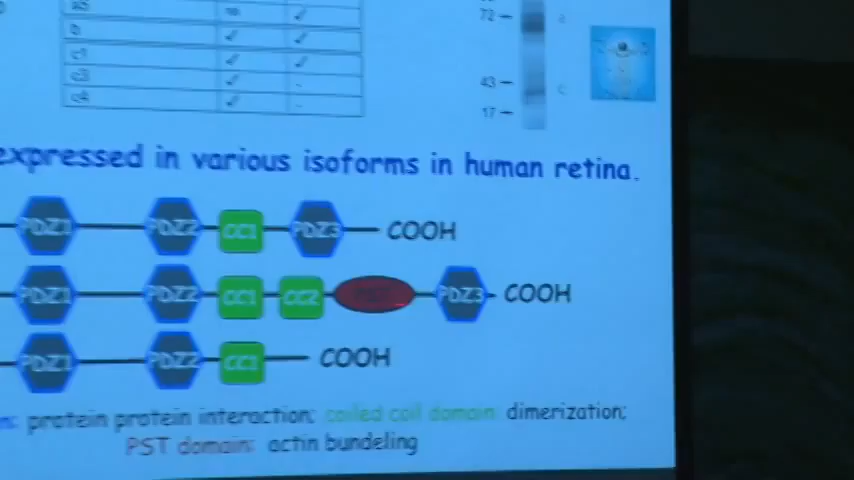 b
c1
c3
c4
72 –
43 –
17 –
expressed in various isoforms in human retina.
PDZ1 PDZ2 CC1 PDZ3 COOH
PDZ1 PDZ2 CC1 CC2 PDZ3 COOH
PDZ1 PDZ2 CC1 COOH
protein protein interaction; coiled coil domain: dimerization;
PST domain: actin bundeling